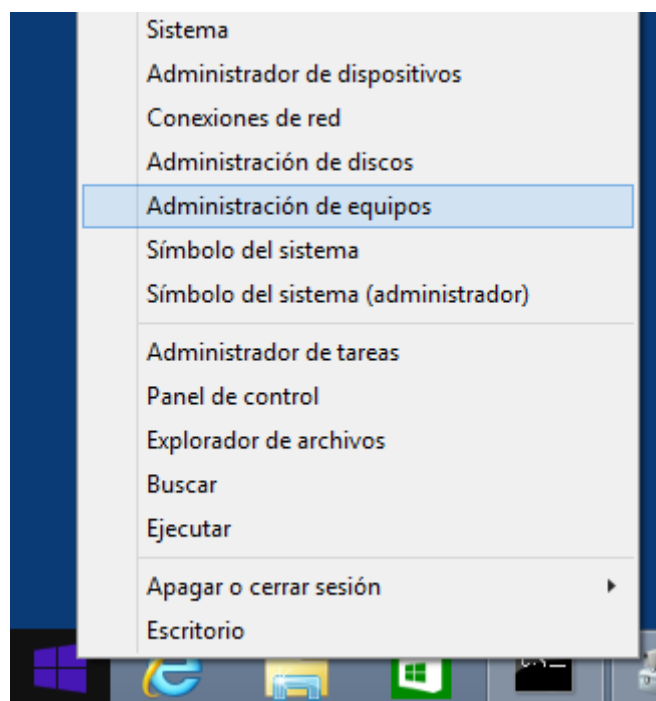 Sistema
Administrador de dispositivos
Conexiones de red
Administración de discos
Administración de equipos
Símbolo del sistema
Símbolo del sistema (administrador)
Administrador de tareas
Panel de control
Explorador de archivos
Buscar
Ejecutar
Apagar o cerrar sesión
Escritorio